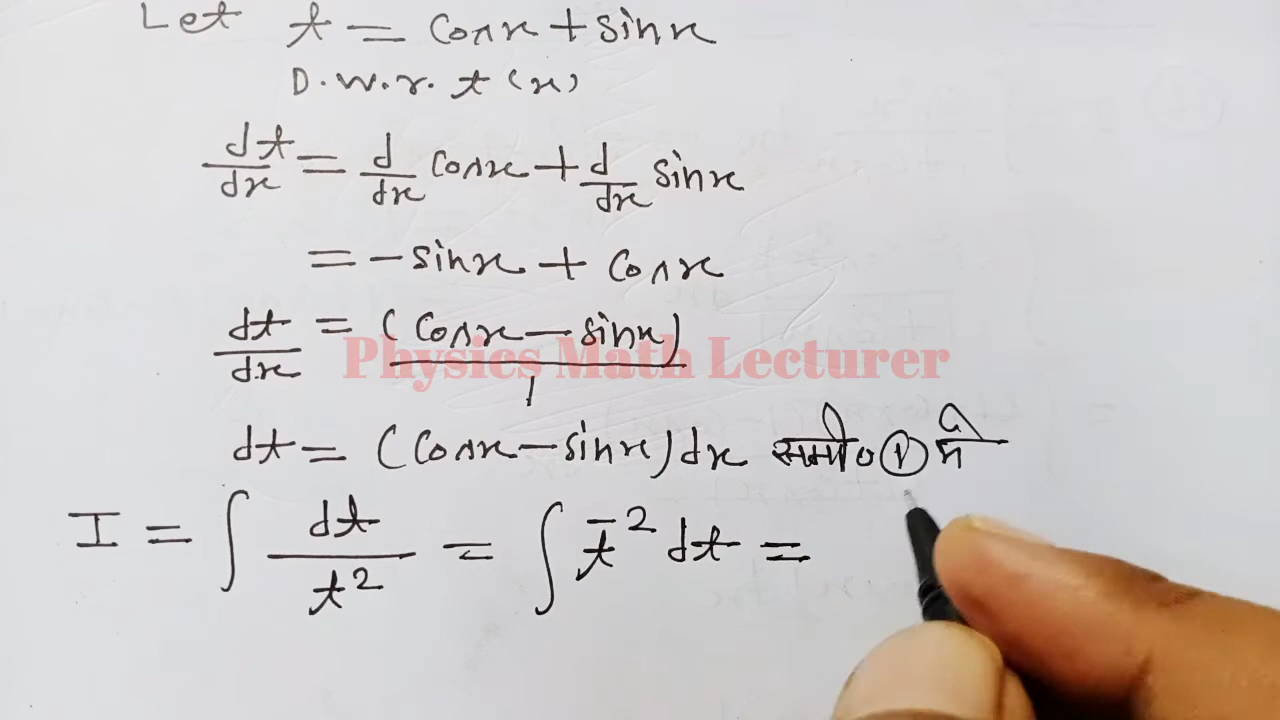 Let t = cosx + sinx
D.w.r. t (x)
dt/dx = d/dx cosx + d/dx sinx
= -sinx + cosx
dt/dx = (cosx - sinx)/1
Physics Math Lecturer
dt = (cosx - sinx) dx समी० ① से
I = ∫ dt/t² = ∫ t⁻² dt =